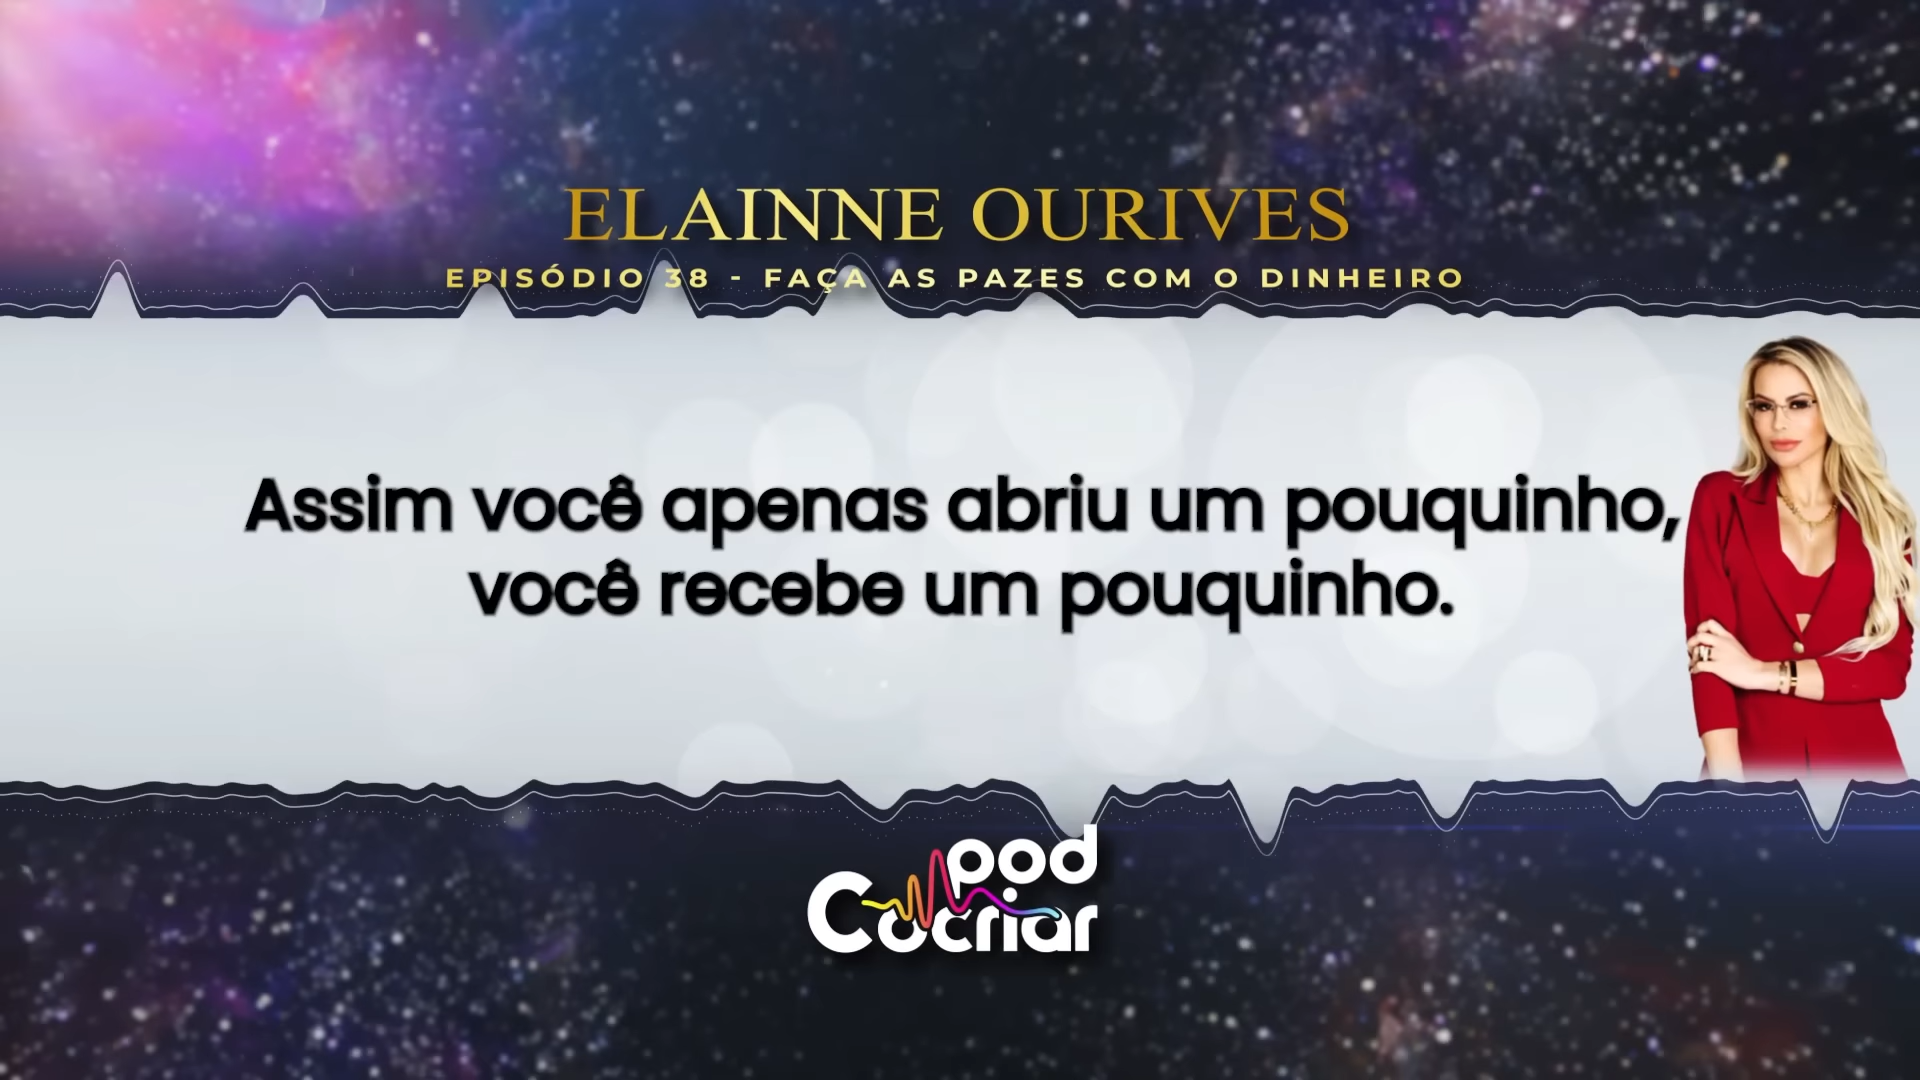 ELAINNE OURIVES
EPISÓDIO 38 - FAÇA AS PAZES COM O DINHEIRO
Assim você apenas abriu um pouquinho,
você recebe um pouquinho.
pod
Cocriar